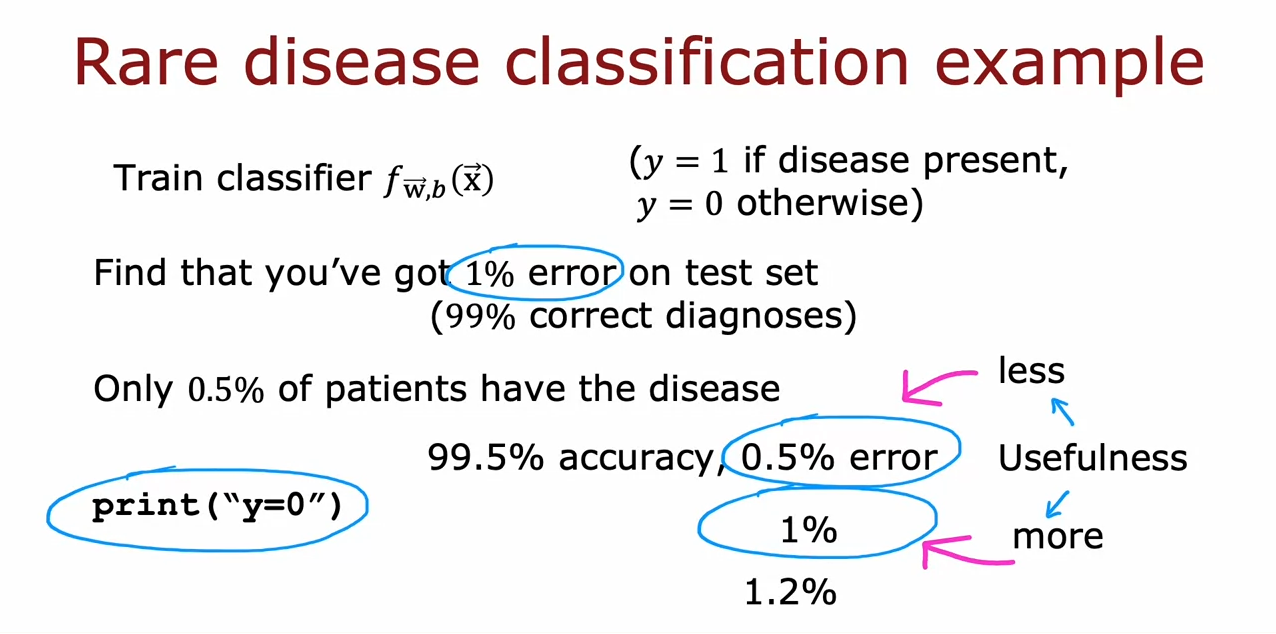 Rare disease classification example
Train classifier f_{\vec{w},b}(\vec{x})
(y = 1 if disease present,
y = 0 otherwise)
Find that you've got 1% error on test set
(99% correct diagnoses)
Only 0.5% of patients have the disease
less
99.5% accuracy, 0.5% error
Usefulness
print(“y=0”)
1%
more
1.2%